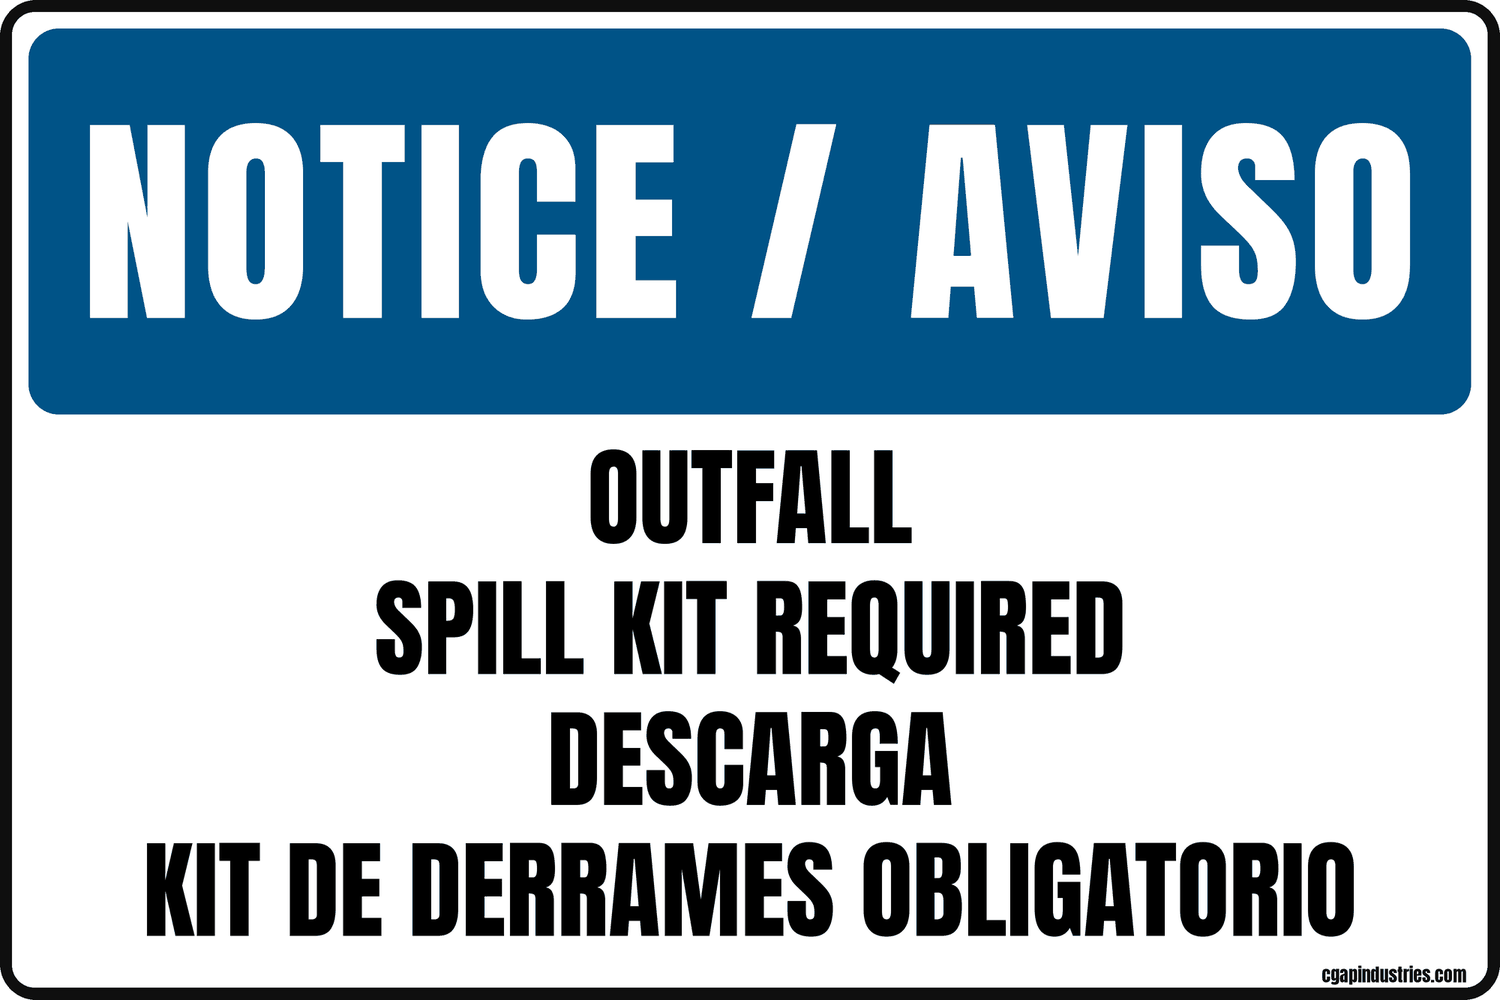 NOTICE / AVISO
OUTFALL
SPILL KIT REQUIRED
DESCARGA
KIT DE DERRAMES OBLIGATORIO
cgapindustries.com